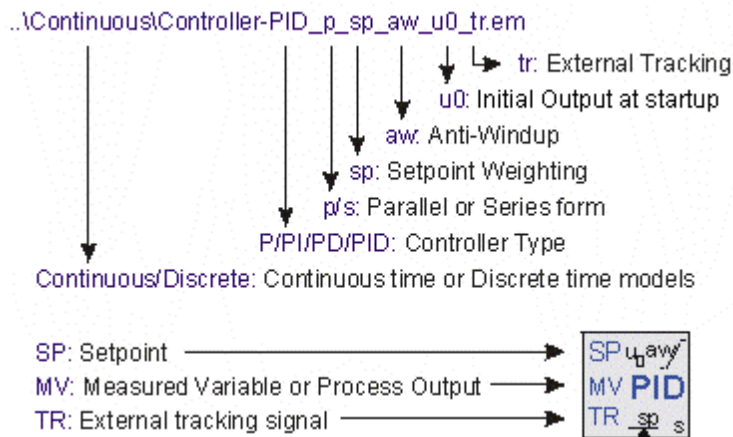 ..\Continuous\Controller-PID_p_sp_aw_u0_tr.em
tr: External Tracking
u0: Initial Output at startup
aw: Anti-Windup
sp: Setpoint Weighting
p/s: Parallel or Series form
P/PI/PD/PID: Controller Type
Continuous/Discrete: Continuous time or Discrete time models
SP: Setpoint
MV: Measured Variable or Process Output
TR: External tracking signal
SP u0 aw
MV PID
TR sp s